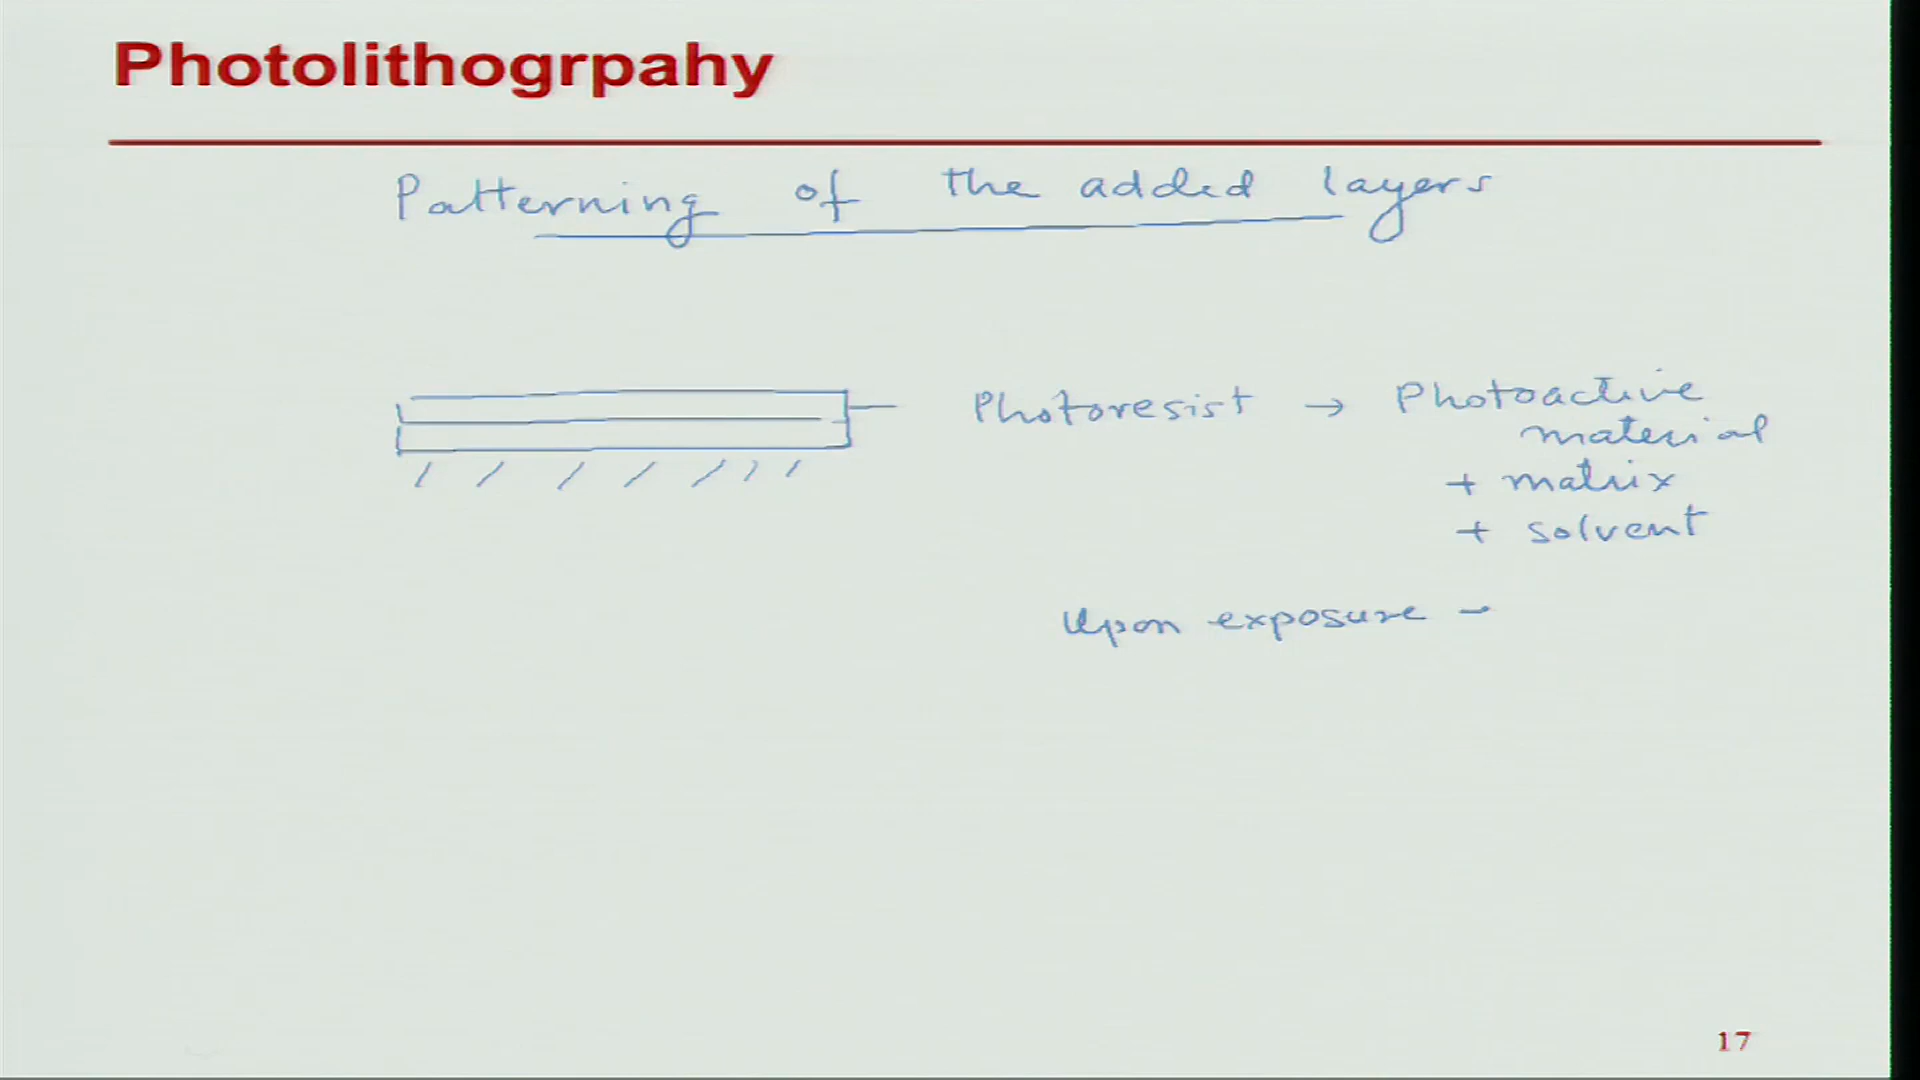 Photolithogrpahy
Patterning of the added layers
Photoresist → Photoactive
material
+ matrix
+ solvent
Upon exposure -
17